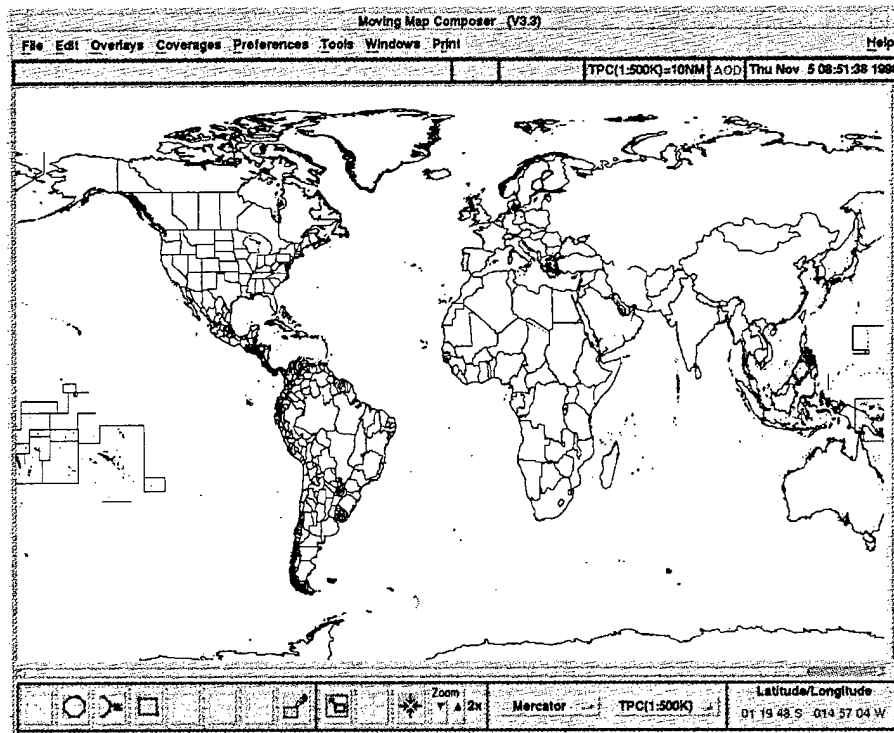 Moving Map Composer (V3.3)
File Edit Overlays Coverages Preferences Tools Windows Print Help
TPC(1:500K)=10NM AOD Thu Nov 5 08:51:38 199
Zoom
2x
Mercator TPC(1:500K)
Latitude/Longitude
01 19 48 S 014 57 04 W